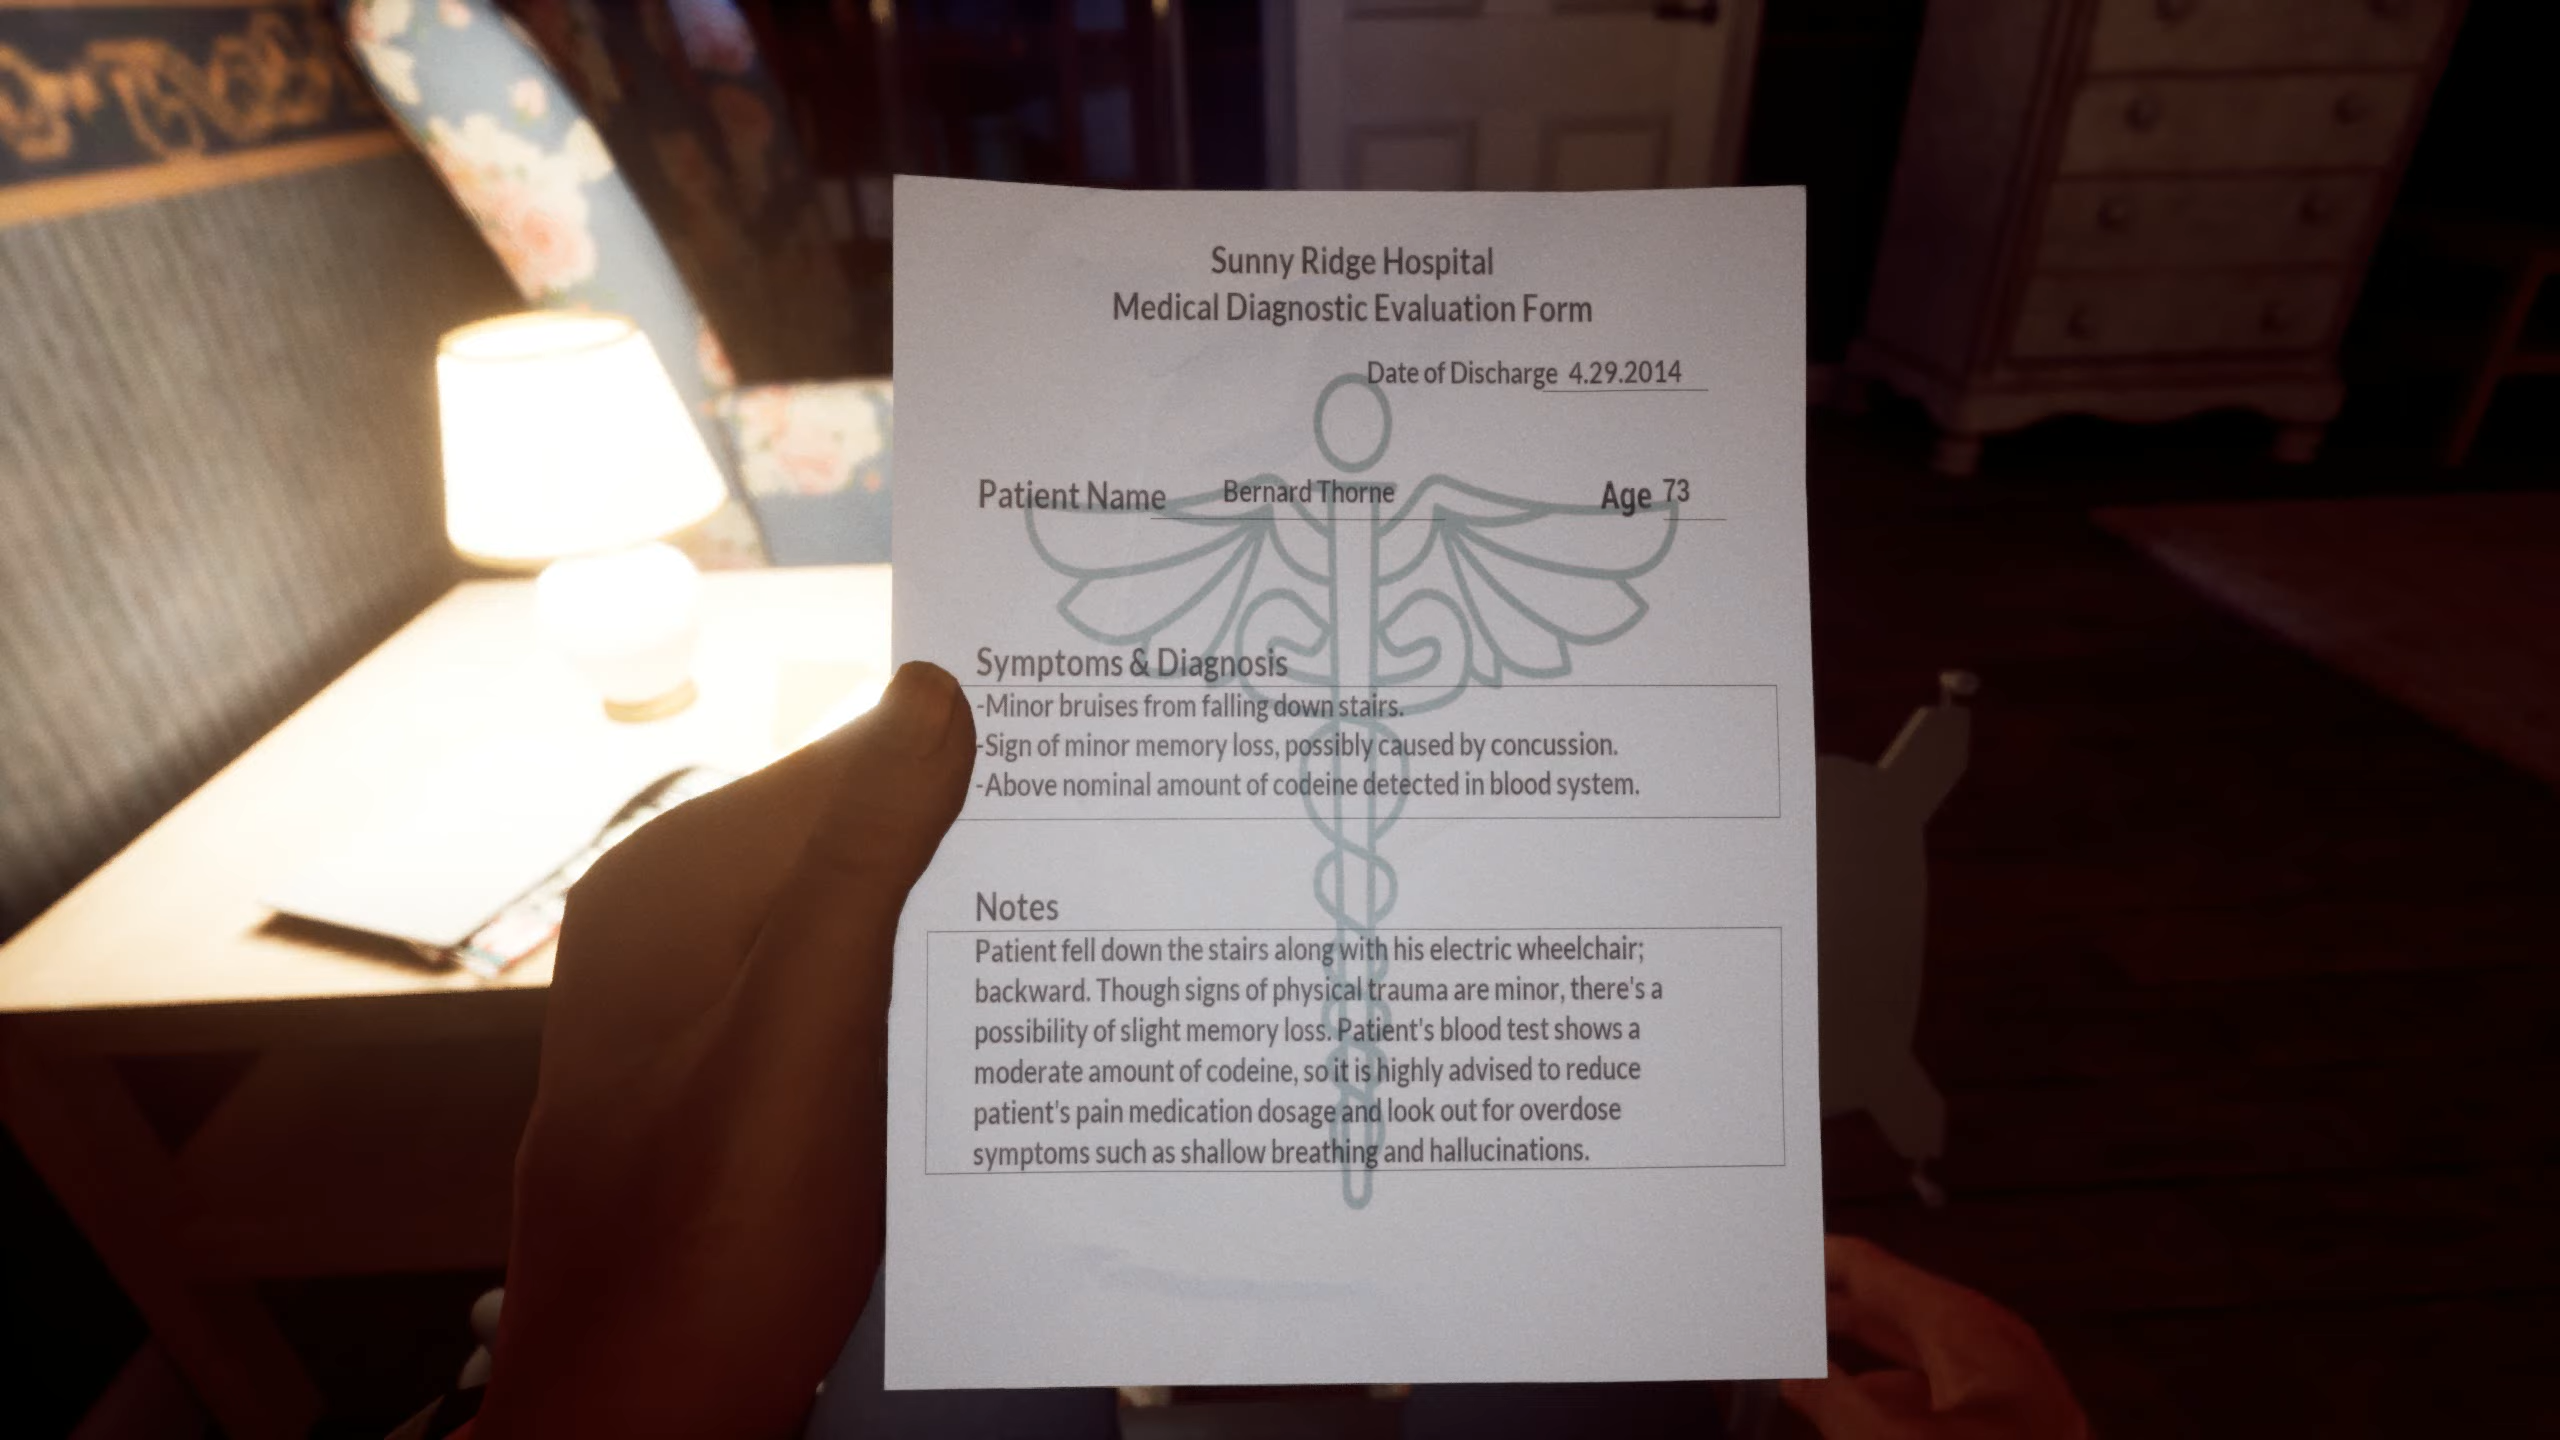 Sunny Ridge Hospital
Medical Diagnostic Evaluation Form
Date of Discharge 4.29.2014
Patient Name Bernard Thorne Age 73
Symptoms & Diagnosis
-Minor bruises from falling down stairs.
-Sign of minor memory loss, possibly caused by concussion.
-Above nominal amount of codeine detected in blood system.
Notes
Patient fell down the stairs along with his electric wheelchair;
backward. Though signs of physical trauma are minor, there's a
possibility of slight memory loss. Patient's blood test shows a
moderate amount of codeine, so it is highly advised to reduce
patient's pain medication dosage and look out for overdose
symptoms such as shallow breathing and hallucinations.